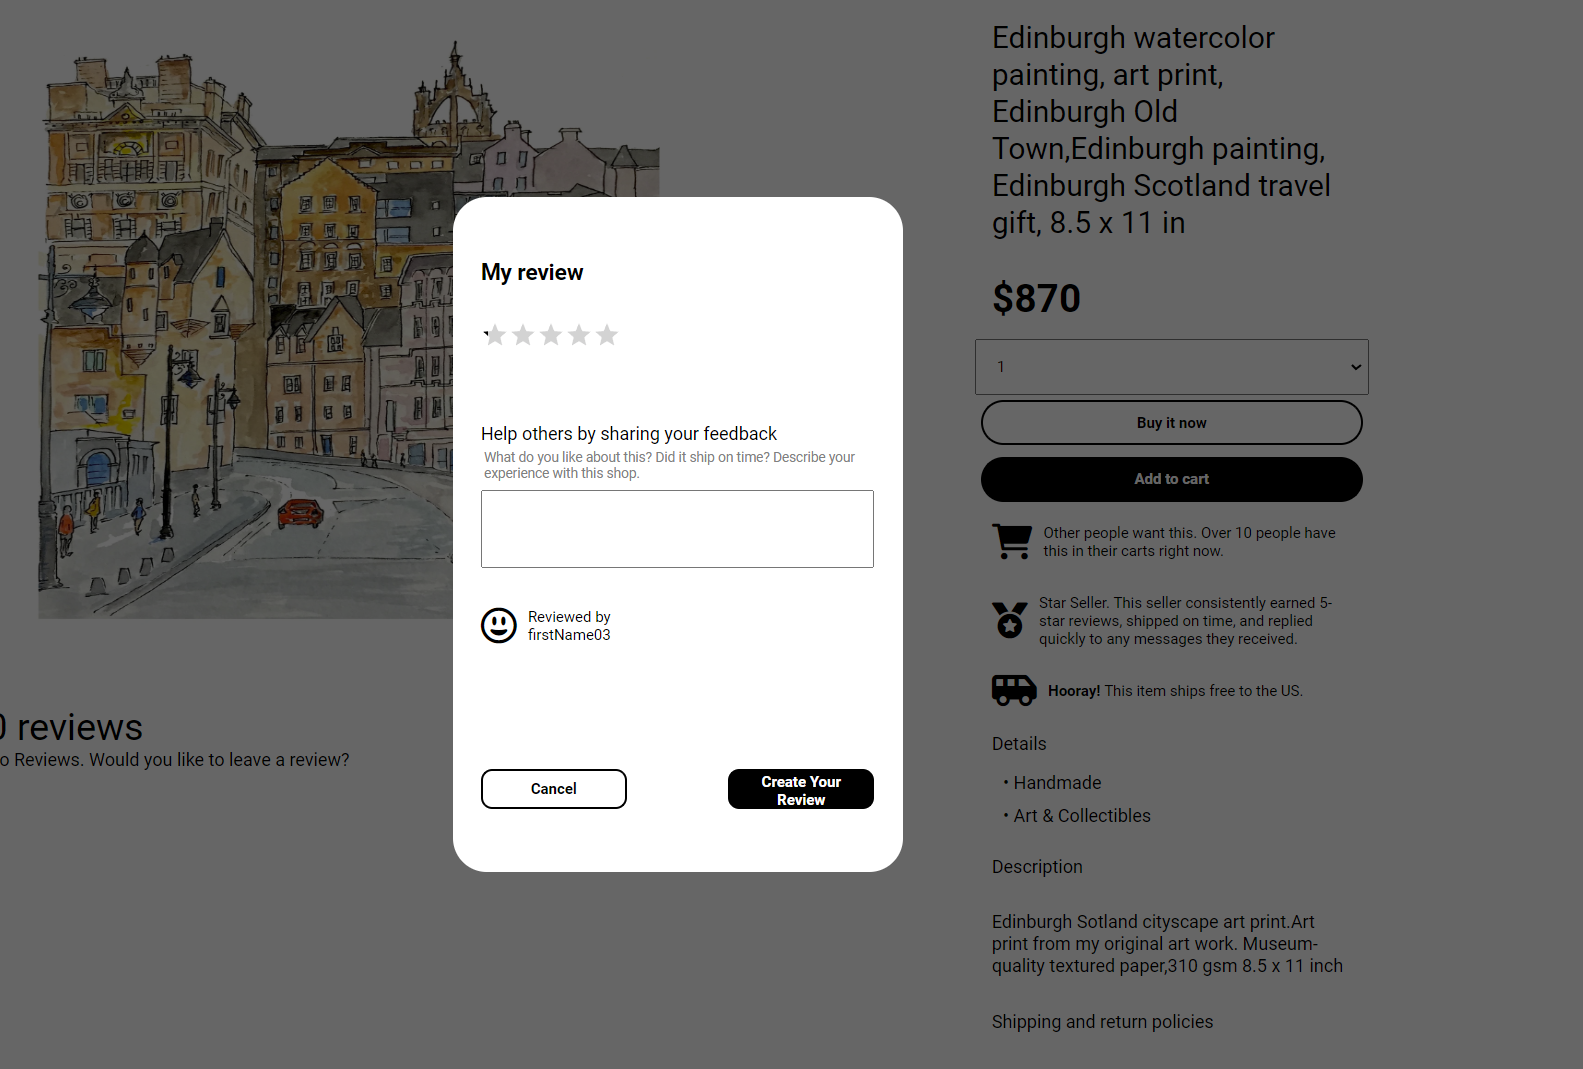 Edinburgh watercolor
painting, art print,
Edinburgh Old
Town,Edinburgh painting,
Edinburgh Scotland travel
gift, 8.5 x 11 in
$870
1
Buy it now
Add to cart
Other people want this. Over 10 people have
this in their carts right now.
Star Seller. This seller consistently earned 5-
star reviews, shipped on time, and replied
quickly to any messages they received.
Hooray! This item ships free to the US.
Details
• Handmade
• Art & Collectibles
Description
Edinburgh Sotland cityscape art print.Art
print from my original art work. Museum-
quality textured paper,310 gsm 8.5 x 11 inch
Shipping and return policies
My review
Help others by sharing your feedback
What do you like about this? Did it ship on time? Describe your
experience with this shop.
Reviewed by
firstName03
Cancel
Create Your
Review
0 reviews
o Reviews. Would you like to leave a review?